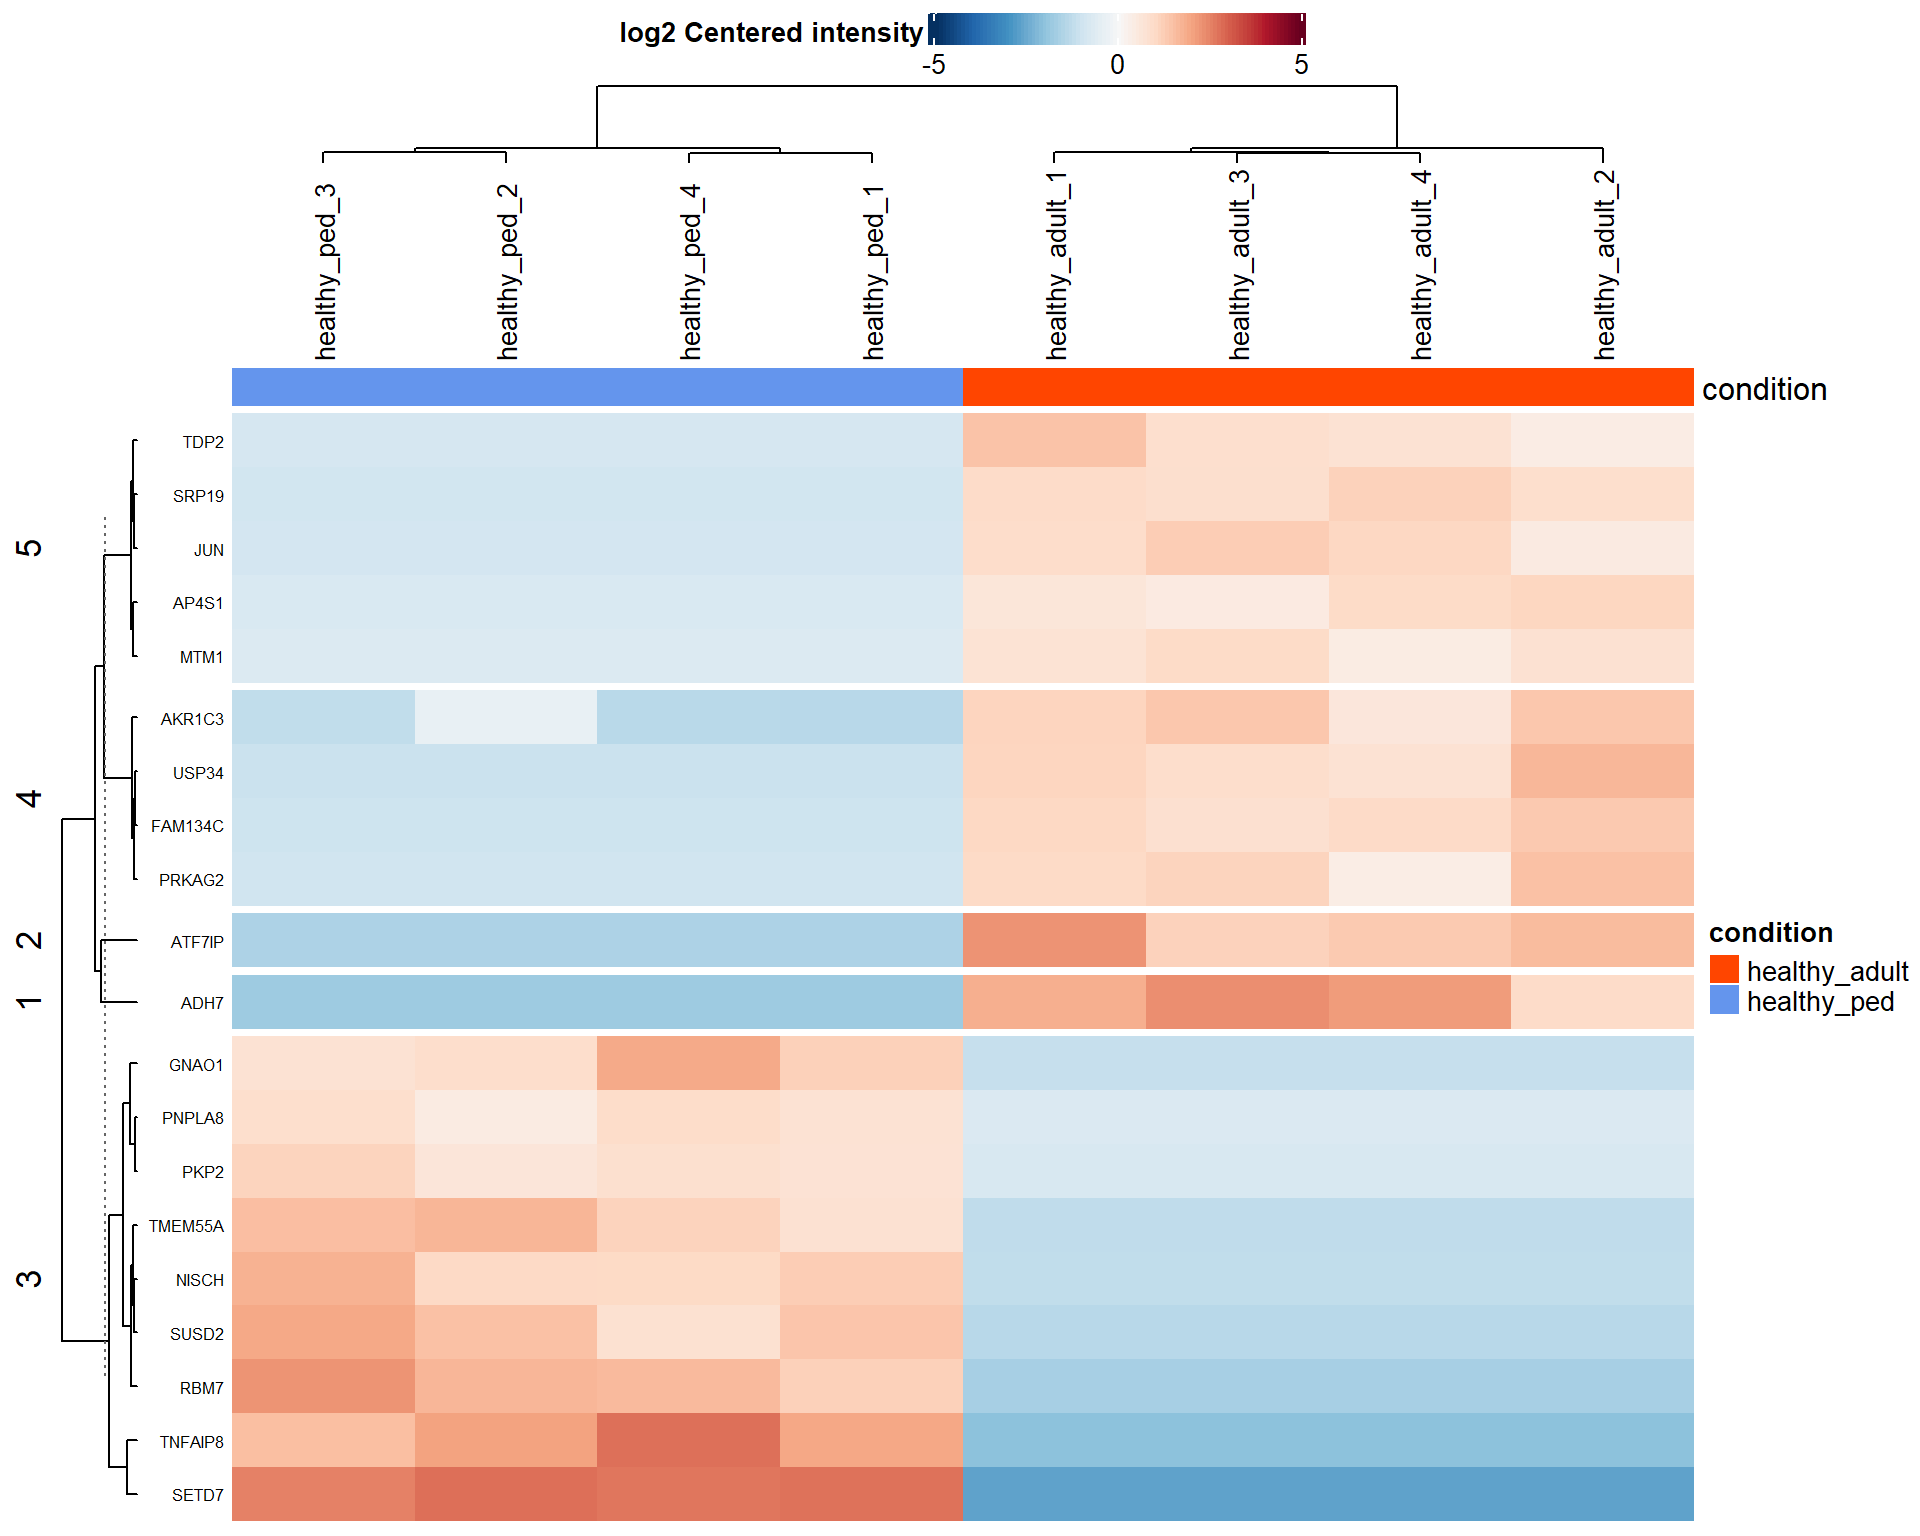 log2 Centered intensity
-5 0 5
healthy_ped_3
healthy_ped_2
healthy_ped_4
healthy_ped_1
healthy_adult_1
healthy_adult_3
healthy_adult_4
healthy_adult_2
condition
5
TDP2
SRP19
JUN
AP4S1
MTM1
4
AKR1C3
USP34
FAM134C
PRKAG2
2
ATF7IP
1
ADH7
3
GNAO1
PNPLA8
PKP2
TMEM55A
NISCH
SUSD2
RBM7
TNFAIP8
SETD7
condition
healthy_adult
healthy_ped